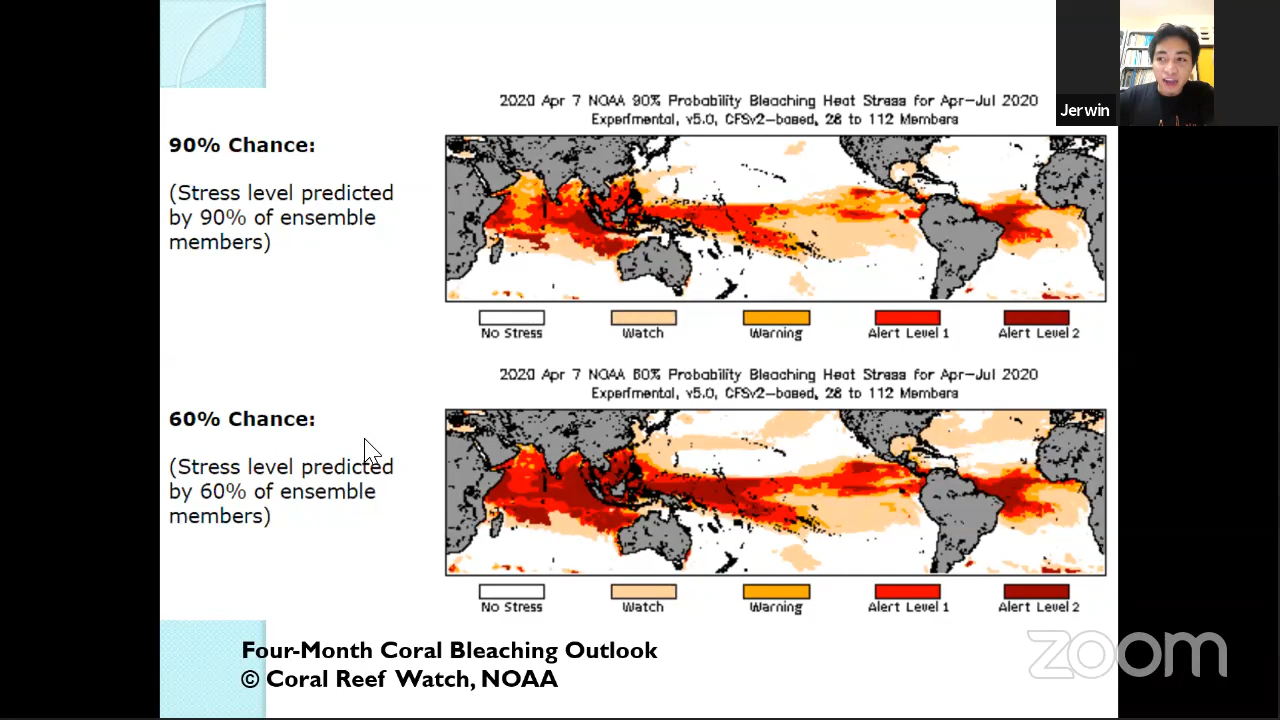 Jerwin
2020 Apr 7 NOAA 90% Probability Bleaching Heat Stress for Apr-Jul 2020
Experimental, v5.0, CFSv2-based, 28 to 112 Members
90% Chance:
(Stress level predicted
by 90% of ensemble
members)
No Stress Watch Warning Alert Level 1 Alert Level 2
2020 Apr 7 NOAA 60% Probability Bleaching Heat Stress for Apr-Jul 2020
Experimental, v5.0, CFSv2-based, 28 to 112 Members
60% Chance:
(Stress level predicted
by 60% of ensemble
members)
No Stress Watch Warning Alert Level 1 Alert Level 2
Four-Month Coral Bleaching Outlook
© Coral Reef Watch, NOAA
zoom